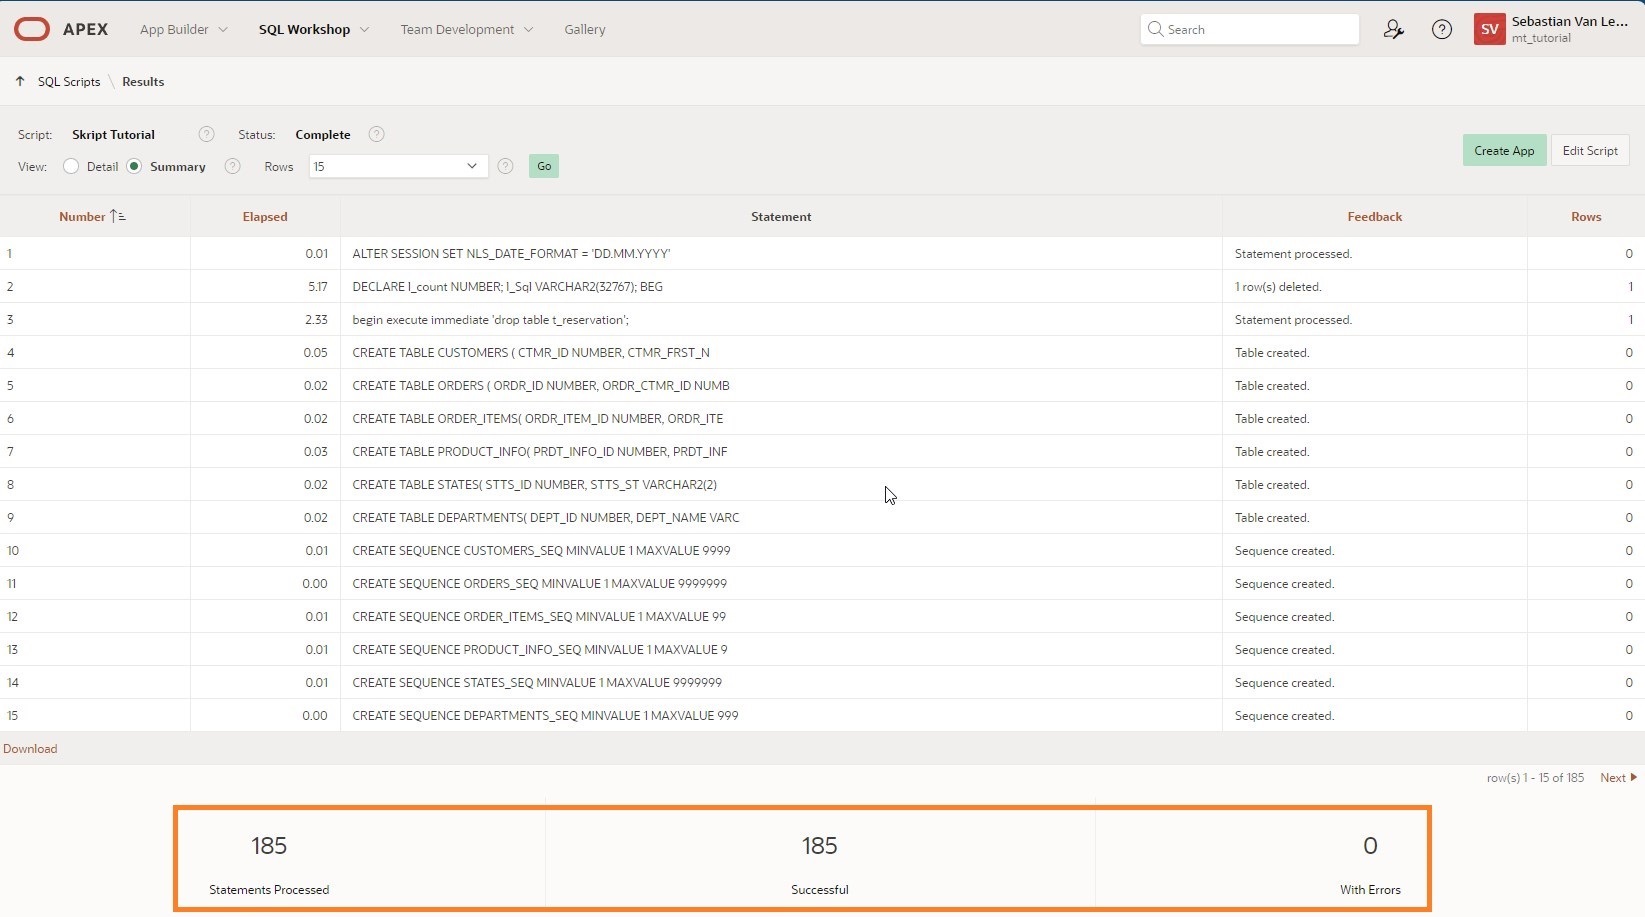 APEX App Builder SQL Workshop Team Development Gallery Search SV Sebastian Van Le...
mt_tutorial
SQL Scripts \ Results
Script: Skript Tutorial ? Status: Complete ?
View: Detail Summary ? Rows 15 ? Go Create App Edit Script
Number Elapsed Statement Feedback Rows
1 0.01 ALTER SESSION SET NLS_DATE_FORMAT = 'DD.MM.YYYY' Statement processed. 0
2 5.17 DECLARE l_count NUMBER; l_Sql VARCHAR2(32767); BEG 1 row(s) deleted. 1
3 2.33 begin execute immediate 'drop table t_reservation'; Statement processed. 1
4 0.05 CREATE TABLE CUSTOMERS ( CTMR_ID NUMBER, CTMR_FRST_N Table created. 0
5 0.02 CREATE TABLE ORDERS ( ORDR_ID NUMBER, ORDR_CTMR_ID NUMB Table created. 0
6 0.02 CREATE TABLE ORDER_ITEMS( ORDR_ITEM_ID NUMBER, ORDR_ITE Table created. 0
7 0.03 CREATE TABLE PRODUCT_INFO( PRDT_INFO_ID NUMBER, PRDT_INF Table created. 0
8 0.02 CREATE TABLE STATES( STTS_ID NUMBER, STTS_ST VARCHAR2(2) Table created. 0
9 0.02 CREATE TABLE DEPARTMENTS( DEPT_ID NUMBER, DEPT_NAME VARC Table created. 0
10 0.01 CREATE SEQUENCE CUSTOMERS_SEQ MINVALUE 1 MAXVALUE 9999 Sequence created. 0
11 0.00 CREATE SEQUENCE ORDERS_SEQ MINVALUE 1 MAXVALUE 9999999 Sequence created. 0
12 0.01 CREATE SEQUENCE ORDER_ITEMS_SEQ MINVALUE 1 MAXVALUE 99 Sequence created. 0
13 0.01 CREATE SEQUENCE PRODUCT_INFO_SEQ MINVALUE 1 MAXVALUE 9 Sequence created. 0
14 0.01 CREATE SEQUENCE STATES_SEQ MINVALUE 1 MAXVALUE 9999999 Sequence created. 0
15 0.00 CREATE SEQUENCE DEPARTMENTS_SEQ MINVALUE 1 MAXVALUE 999 Sequence created. 0
Download
row(s) 1 - 15 of 185 Next
185 185 0
Statements Processed Successful With Errors